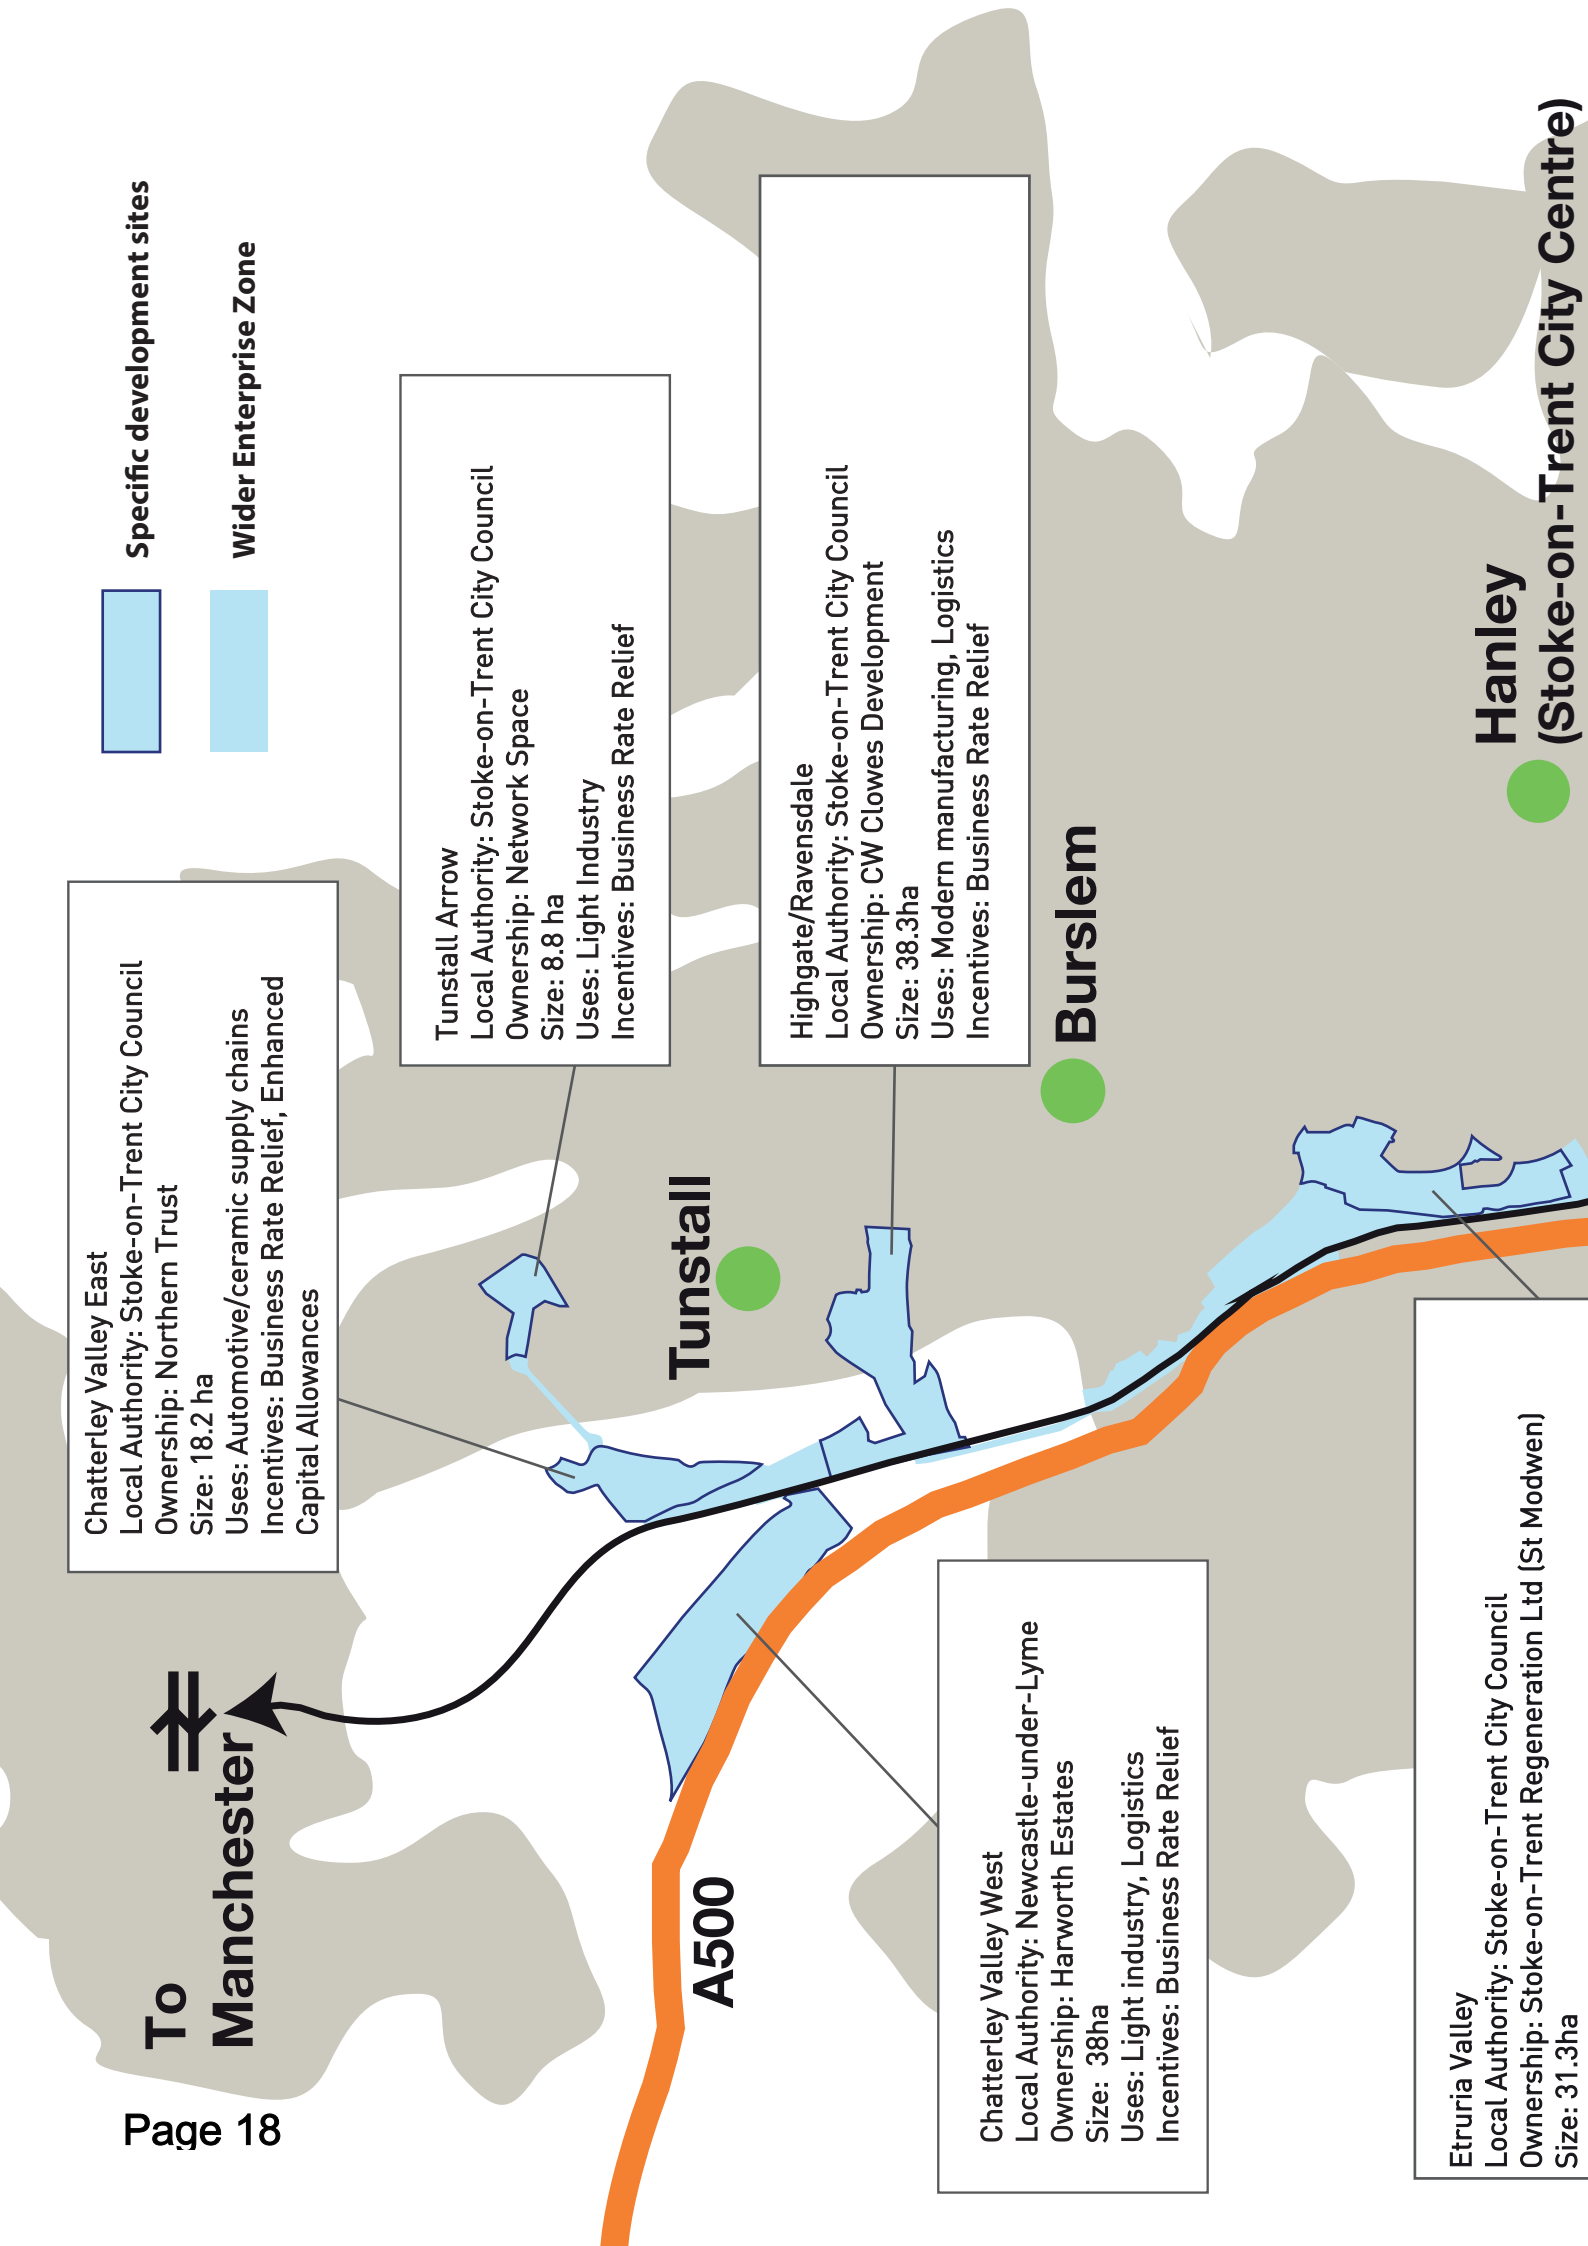 Page 18
To
Manchester
Specific development sites
Wider Enterprise Zone
Chatterley Valley East
Local Authority: Stoke-on-Trent City Council
Ownership: Northern Trust
Size: 18.2 ha
Uses: Automotive/ceramic supply chains
Incentives: Business Rate Relief, Enhanced
Capital Allowances
Tunstall Arrow
Local Authority: Stoke-on-Trent City Council
Ownership: Network Space
Size: 8.8 ha
Uses: Light Industry
Incentives: Business Rate Relief
Tunstall
A500
Highgate/Ravensdale
Local Authority: Stoke-on-Trent City Council
Ownership: CW Clowes Development
Size: 38.3ha
Uses: Modern manufacturing, Logistics
Incentives: Business Rate Relief
Burslem
Chatterley Valley West
Local Authority: Newcastle-under-Lyme
Ownership: Harworth Estates
Size: 38ha
Uses: Light industry, Logistics
Incentives: Business Rate Relief
Hanley
(Stoke-on-Trent City Centre)
Etruria Valley
Local Authority: Stoke-on-Trent City Council
Ownership: Stoke-on-Trent Regeneration Ltd (St Modwen)
Size: 31.3ha